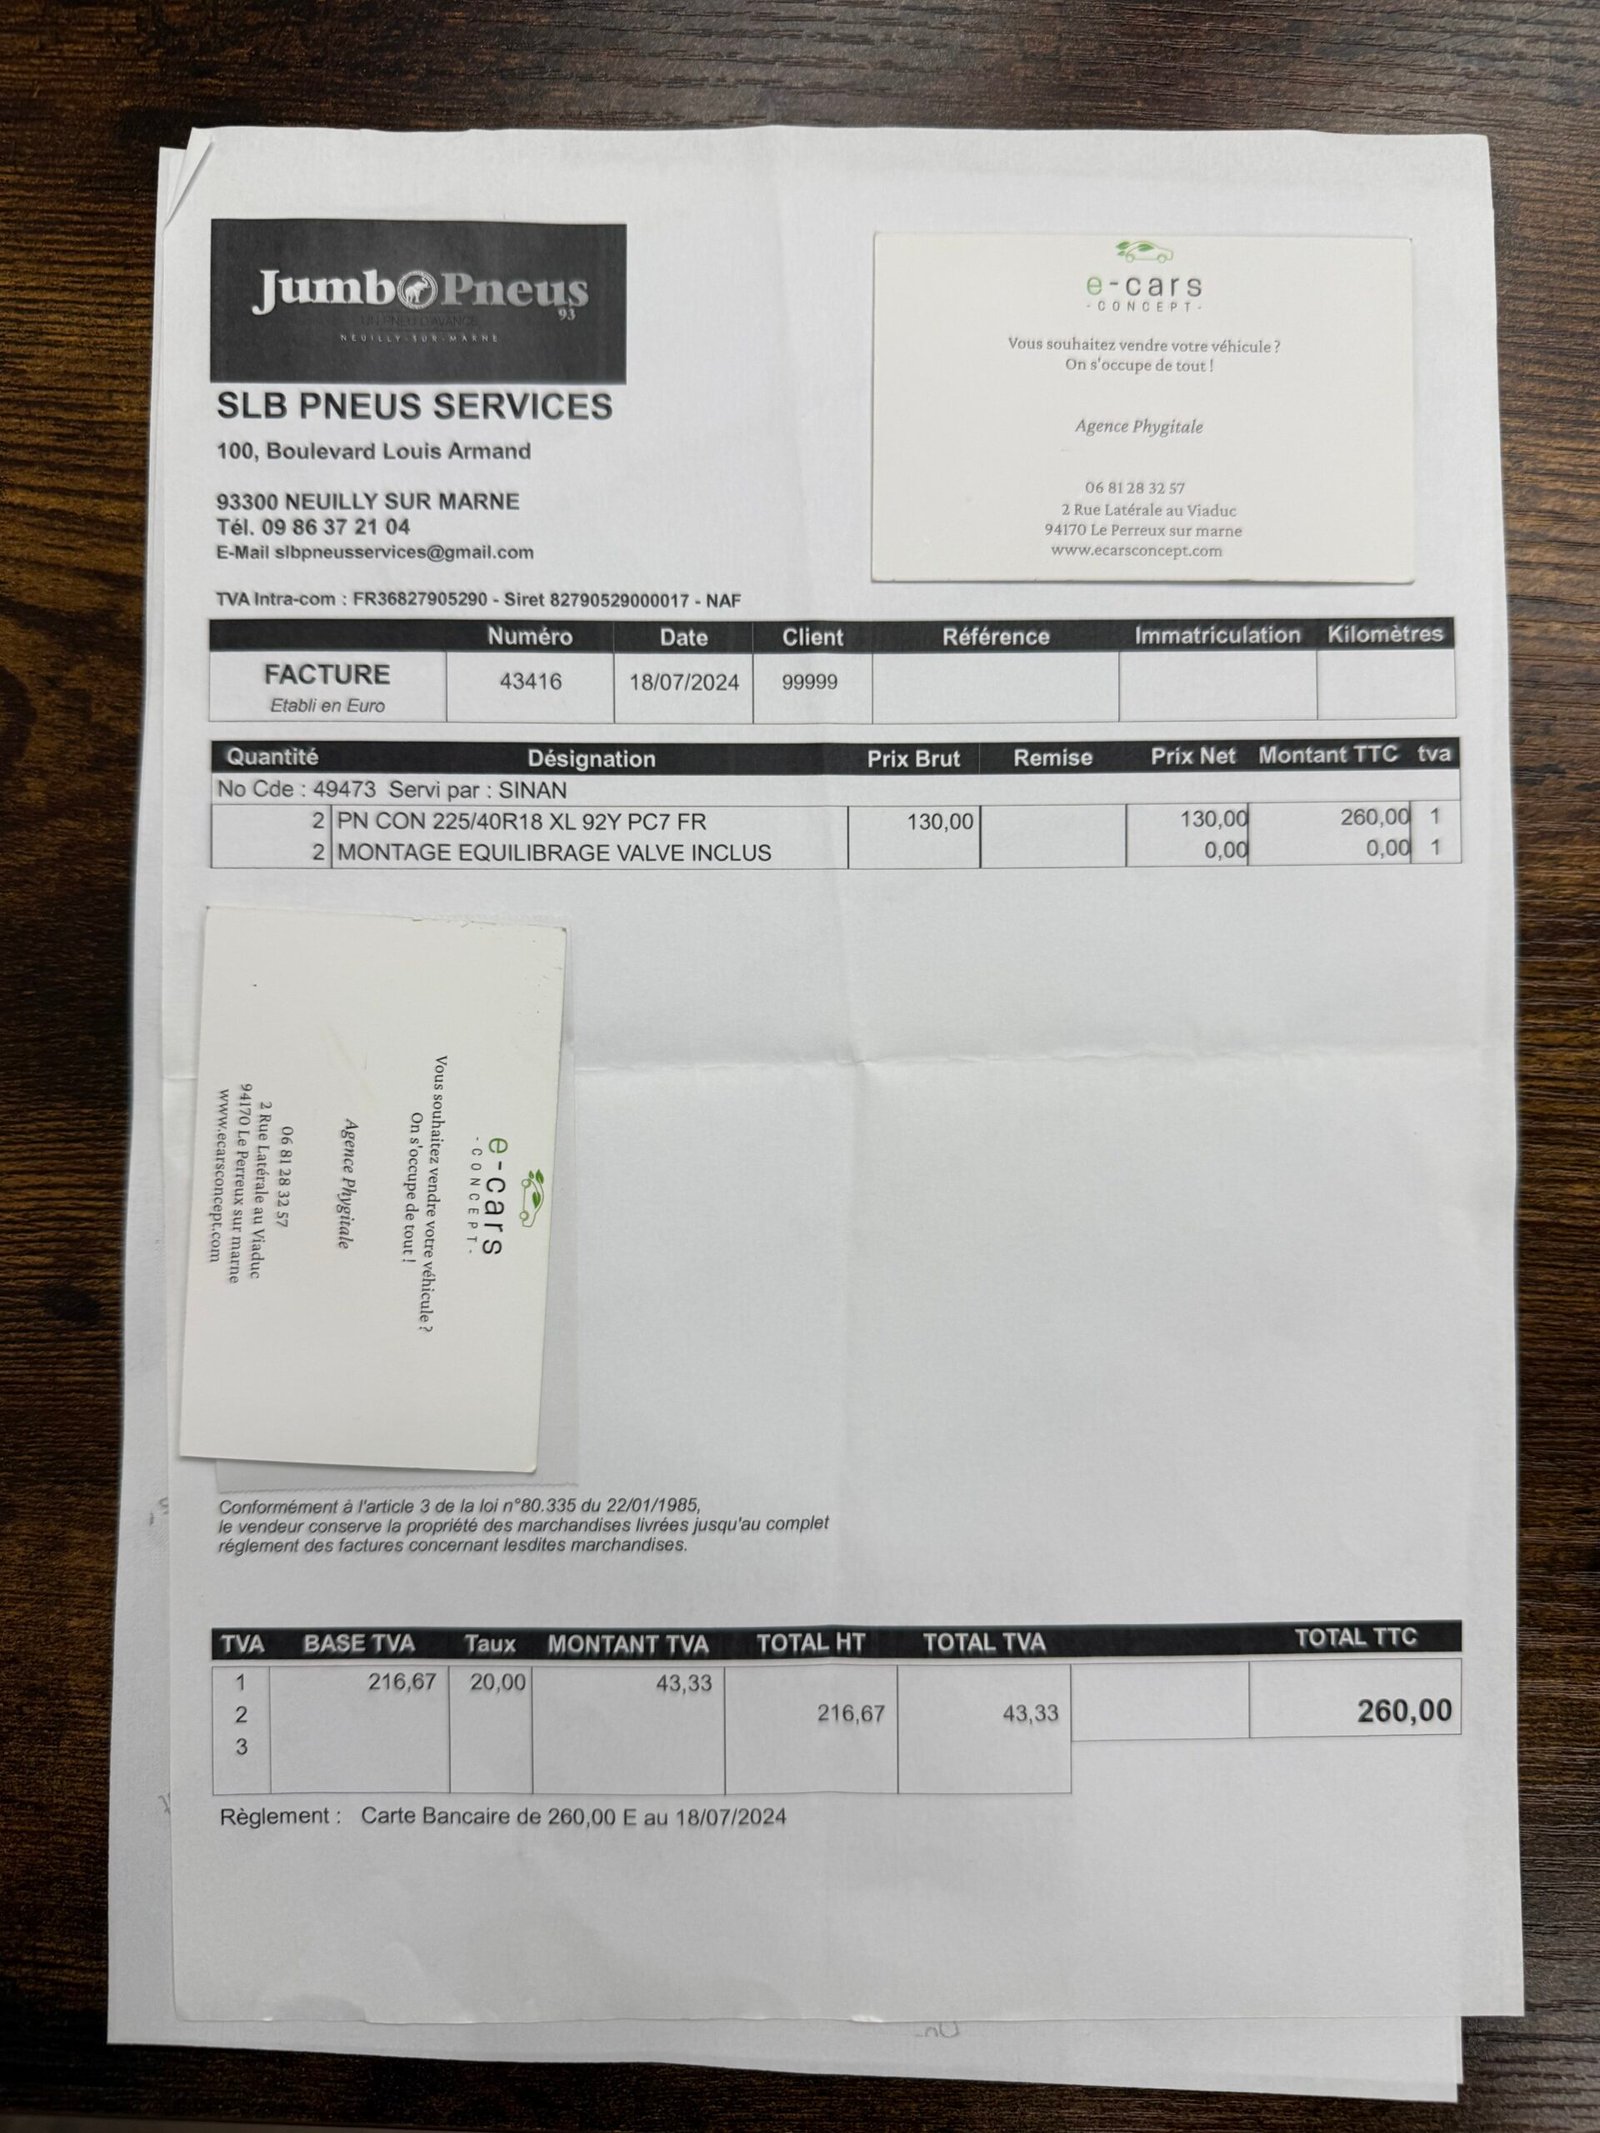 JumboPneus
93
UN PNEU D'AVANCE
NEUILLY-SUR-MARNE
SLB PNEUS SERVICES
100, Boulevard Louis Armand
93300 NEUILLY SUR MARNE
Tél. 09 86 37 21 04
E-Mail slbpneusservices@gmail.com
TVA Intra-com : FR36827905290 - Siret 82790529000017 - NAF
e-cars
-CONCEPT-
Vous souhaitez vendre votre véhicule ?
On s'occupe de tout !
Agence Phygitale
06 81 28 32 57
2 Rue Latérale au Viaduc
94170 Le Perreux sur marne
www.ecarsconcept.com
Numéro Date Client Référence Immatriculation Kilomètres
FACTURE 43416 18/07/2024 99999
Etabli en Euro
Quantité Désignation Prix Brut Remise Prix Net Montant TTC tva
No Cde : 49473 Servi par : SINAN
2 PN CON 225/40R18 XL 92Y PC7 FR 130,00 130,00 260,00 1
2 MONTAGE EQUILIBRAGE VALVE INCLUS 0,00 0,00 1
e-cars
-CONCEPT-
Vous souhaitez vendre votre véhicule ?
On s'occupe de tout !
Agence Phygitale
06 81 28 32 57
2 Rue Latérale au Viaduc
94170 Le Perreux sur marne
www.ecarsconcept.com
Conformément à l'article 3 de la loi n°80.335 du 22/01/1985,
le vendeur conserve la propriété des marchandises livrées jusqu'au complet
réglement des factures concernant lesdites marchandises.
TVA BASE TVA Taux MONTANT TVA TOTAL HT TOTAL TVA TOTAL TTC
1 216,67 20,00 43,33
2 216,67 43,33 260,00
3
Règlement : Carte Bancaire de 260,00 E au 18/07/2024